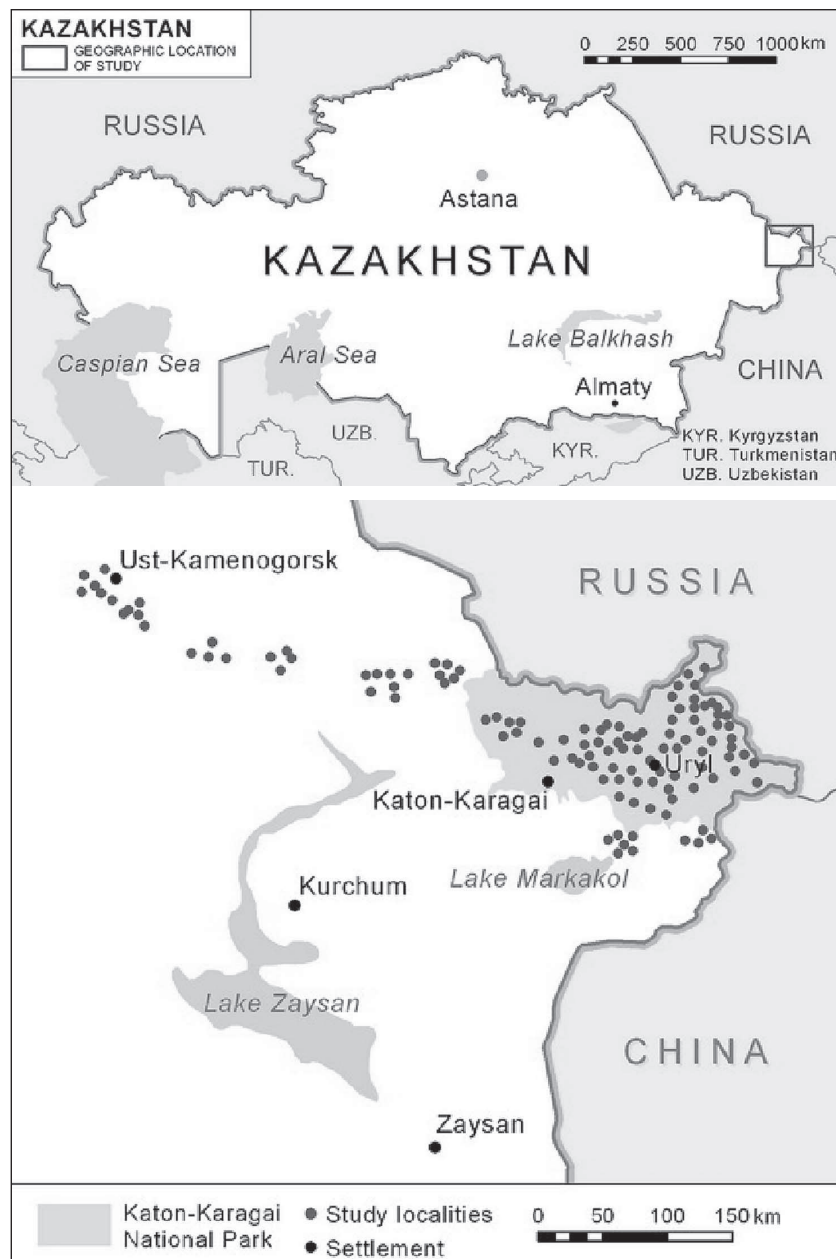 KAZAKHSTAN
GEOGRAPHIC LOCATION
OF STUDY
0 250 500 750 1000 km
RUSSIA
RUSSIA
Astana
KAZAKHSTAN
Caspian Sea
Aral Sea
Lake Balkhash
CHINA
Almaty
UZB.
TUR.
KYR.
KYR. Kyrgyzstan
TUR. Turkmenistan
UZB. Uzbekistan
Ust-Kamenogorsk
RUSSIA
Uryl
Katon-Karagai
Lake Markakol
Kurchum
Lake Zaysan
CHINA
Zaysan
Katon-Karagai
National Park
Study localities
Settlement
0 50 100 150 km